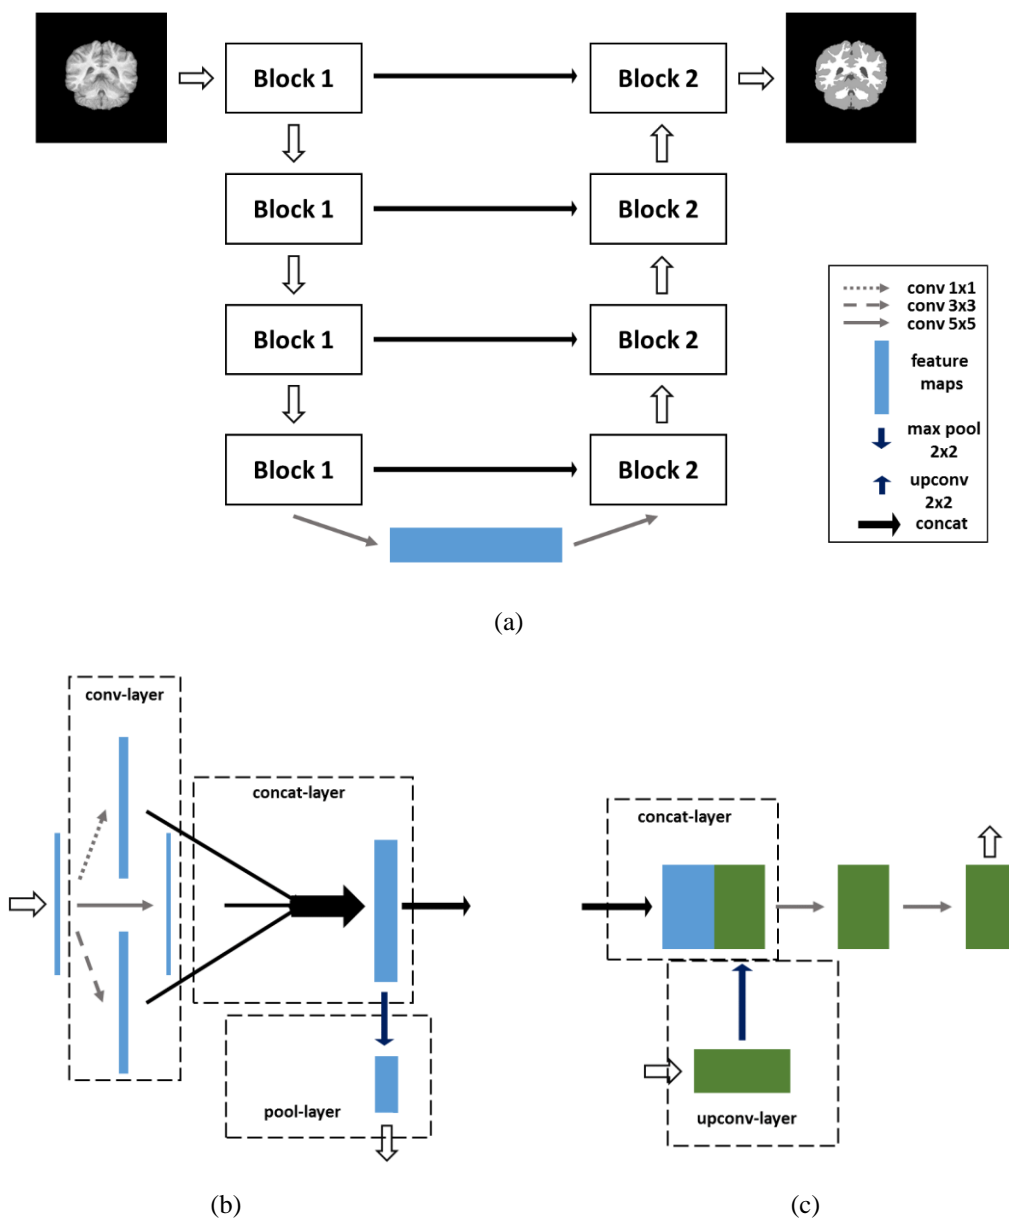 Block 1
Block 2
Block 1
Block 2
Block 1
Block 2
Block 1
Block 2
conv 1x1
conv 3x3
conv 5x5
feature
maps
max pool
2x2
upconv
2x2
concat
(a)
conv-layer
concat-layer
pool-layer
(b)
concat-layer
upconv-layer
(c)